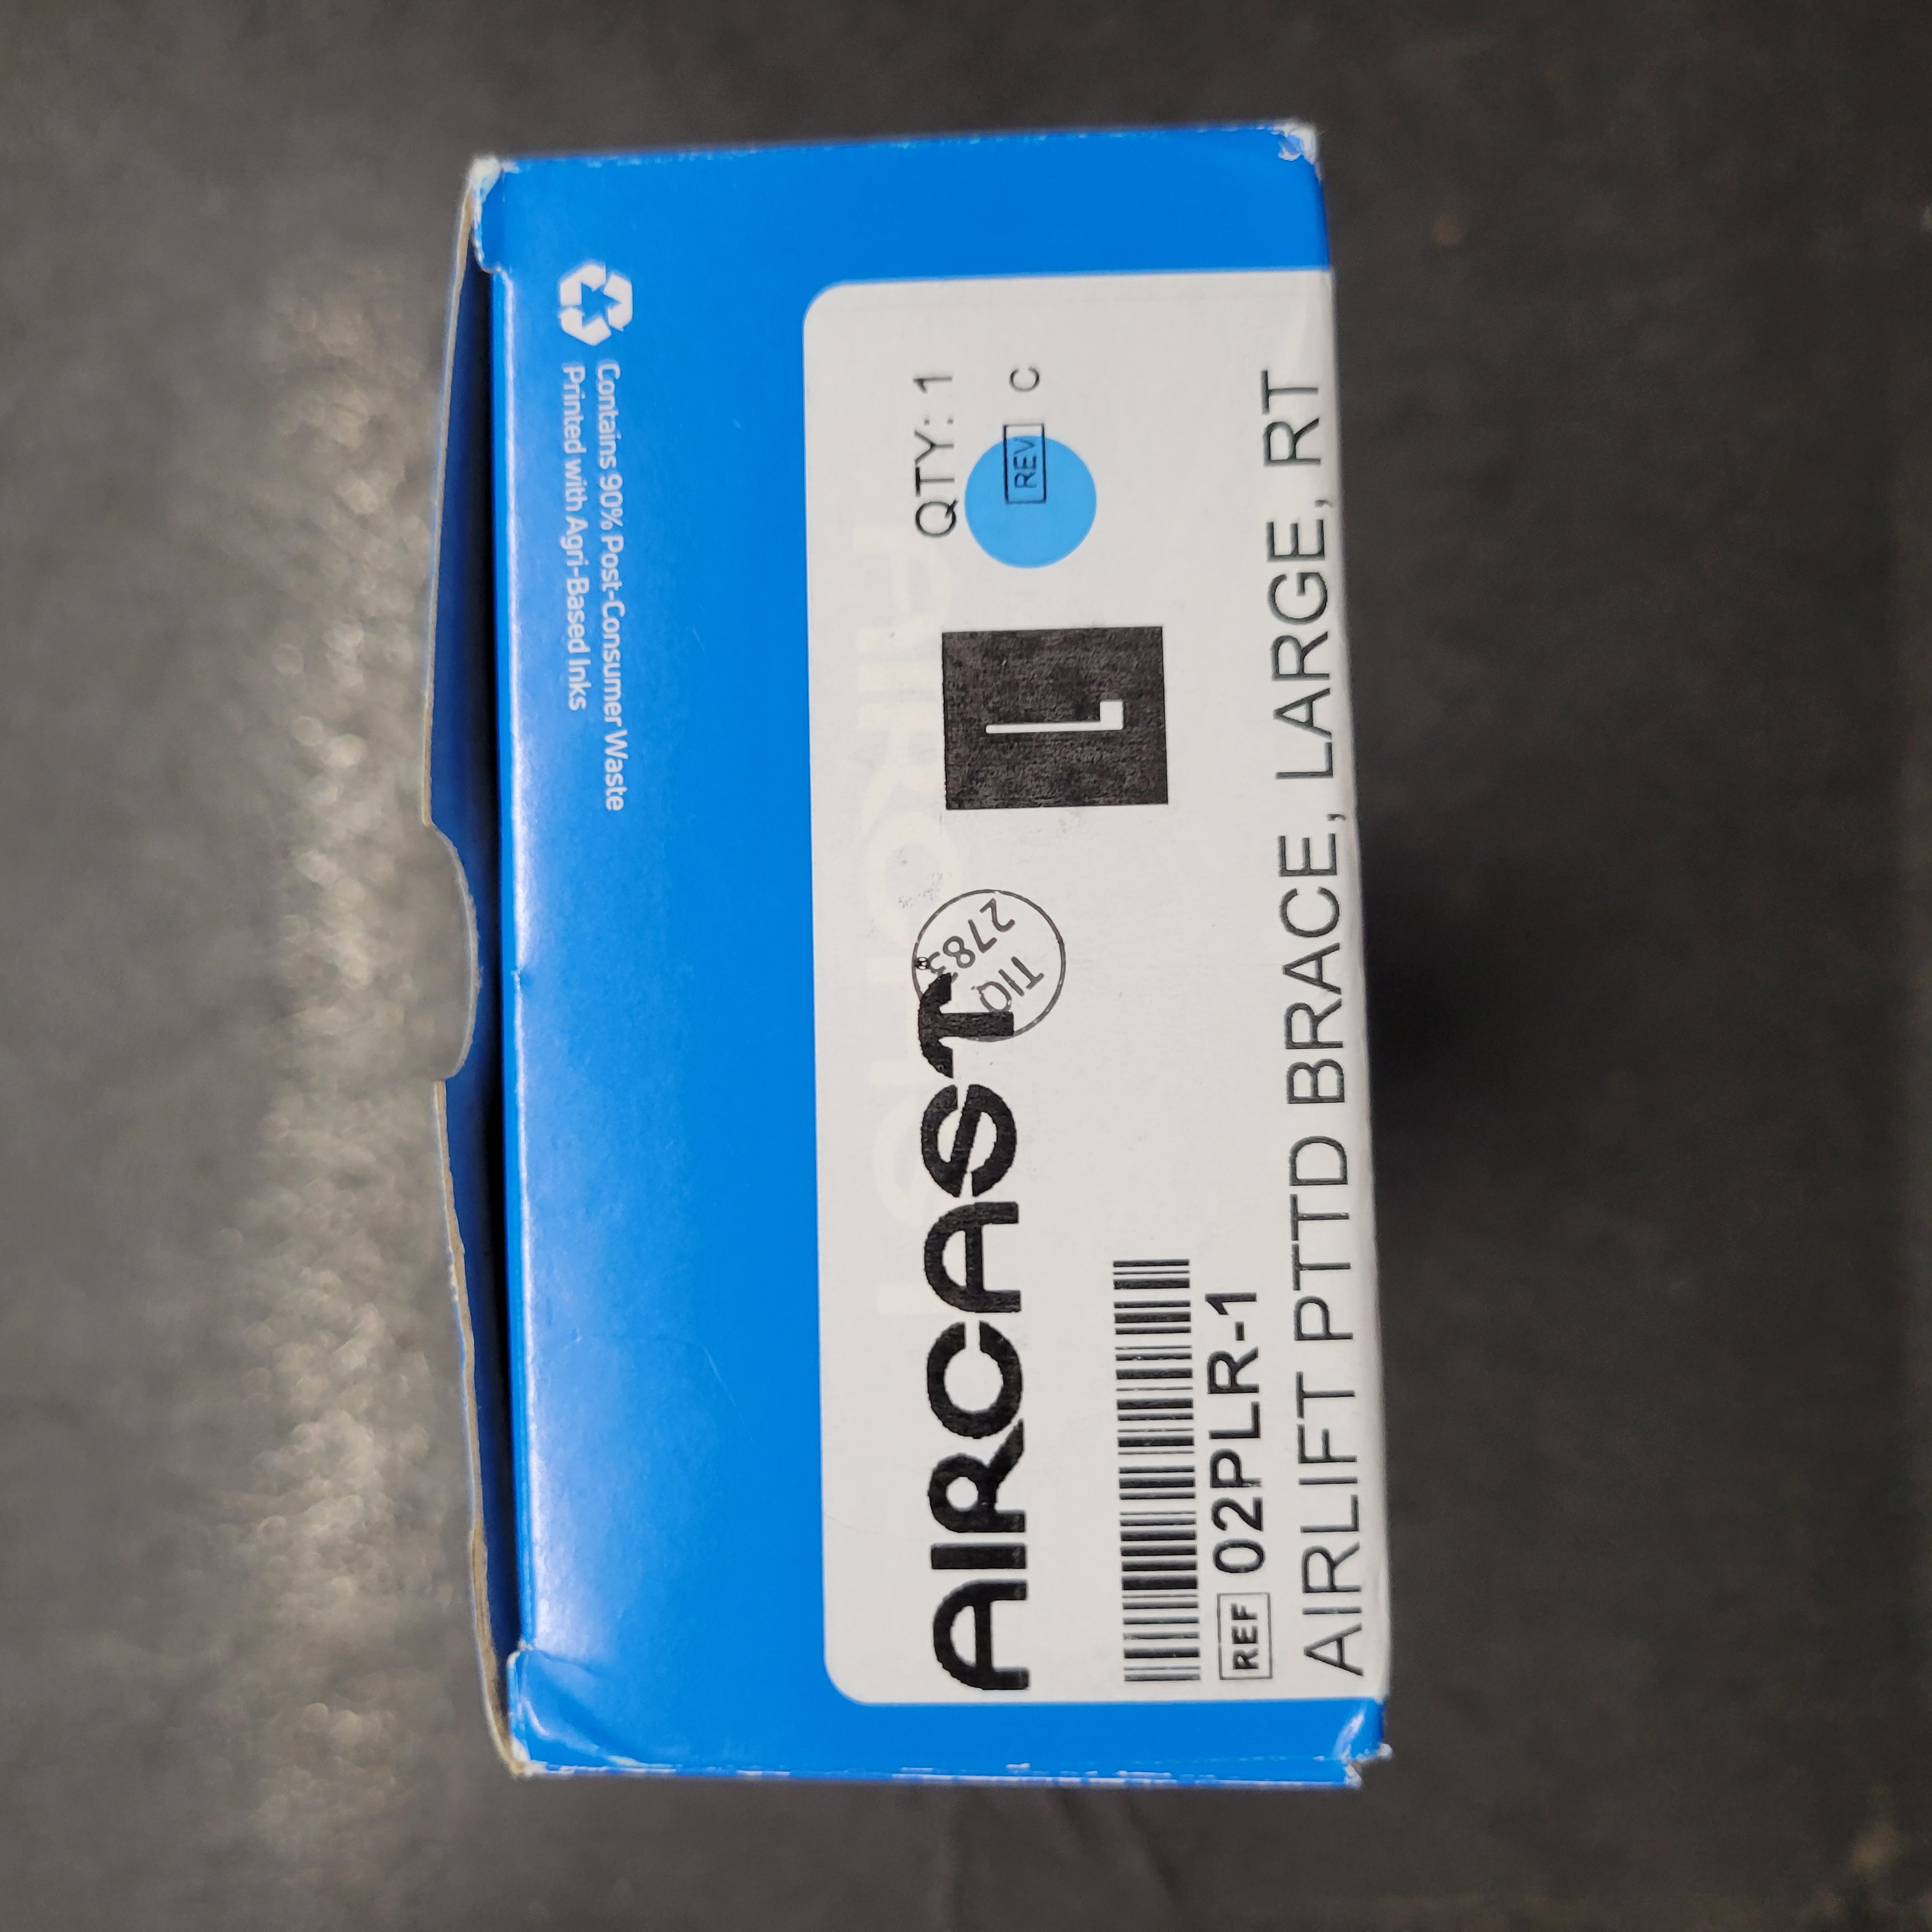 AIRCAST
TIQ
2783
L
QTY: 1
REV C
REF 02PLR-1
AIRLIFT PTTD BRACE, LARGE, RT
Contains 90% Post-Consumer Waste
Printed with Agri-Based Inks